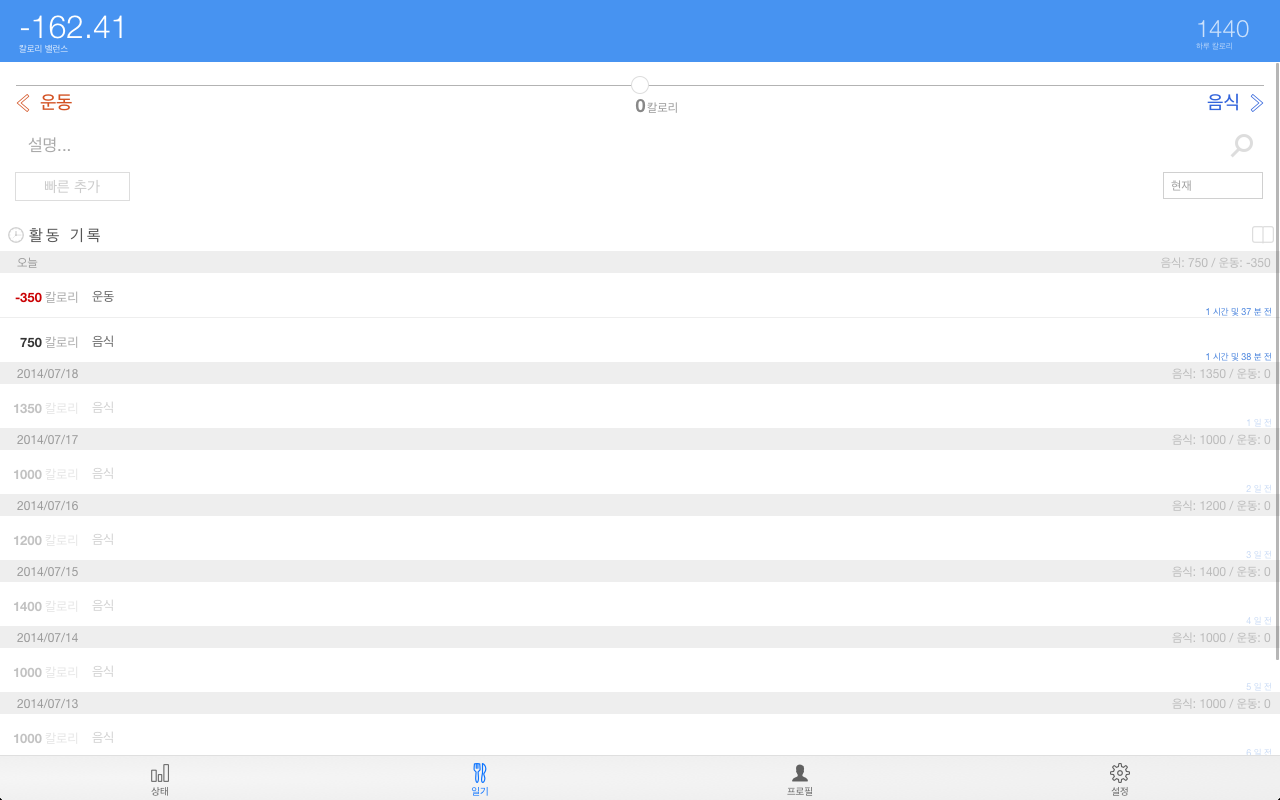 -162.41
칼로리 밸런스
1440
하루 칼로리
운동
0 칼로리
음식
설명...
빠른 추가
현재
활동 기록
오늘 음식: 750 / 운동: -350
-350 칼로리 운동
1 시간 및 37 분 전
750 칼로리 음식
1 시간 및 38 분 전
2014/07/18 음식: 1350 / 운동: 0
1350 칼로리 음식
1 일 전
2014/07/17 음식: 1000 / 운동: 0
1000 칼로리 음식
2 일 전
2014/07/16 음식: 1200 / 운동: 0
1200 칼로리 음식
3 일 전
2014/07/15 음식: 1400 / 운동: 0
1400 칼로리 음식
4 일 전
2014/07/14 음식: 1000 / 운동: 0
1000 칼로리 음식
5 일 전
2014/07/13 음식: 1000 / 운동: 0
1000 칼로리 음식
6 일 전
상태 일기 프로필 설정